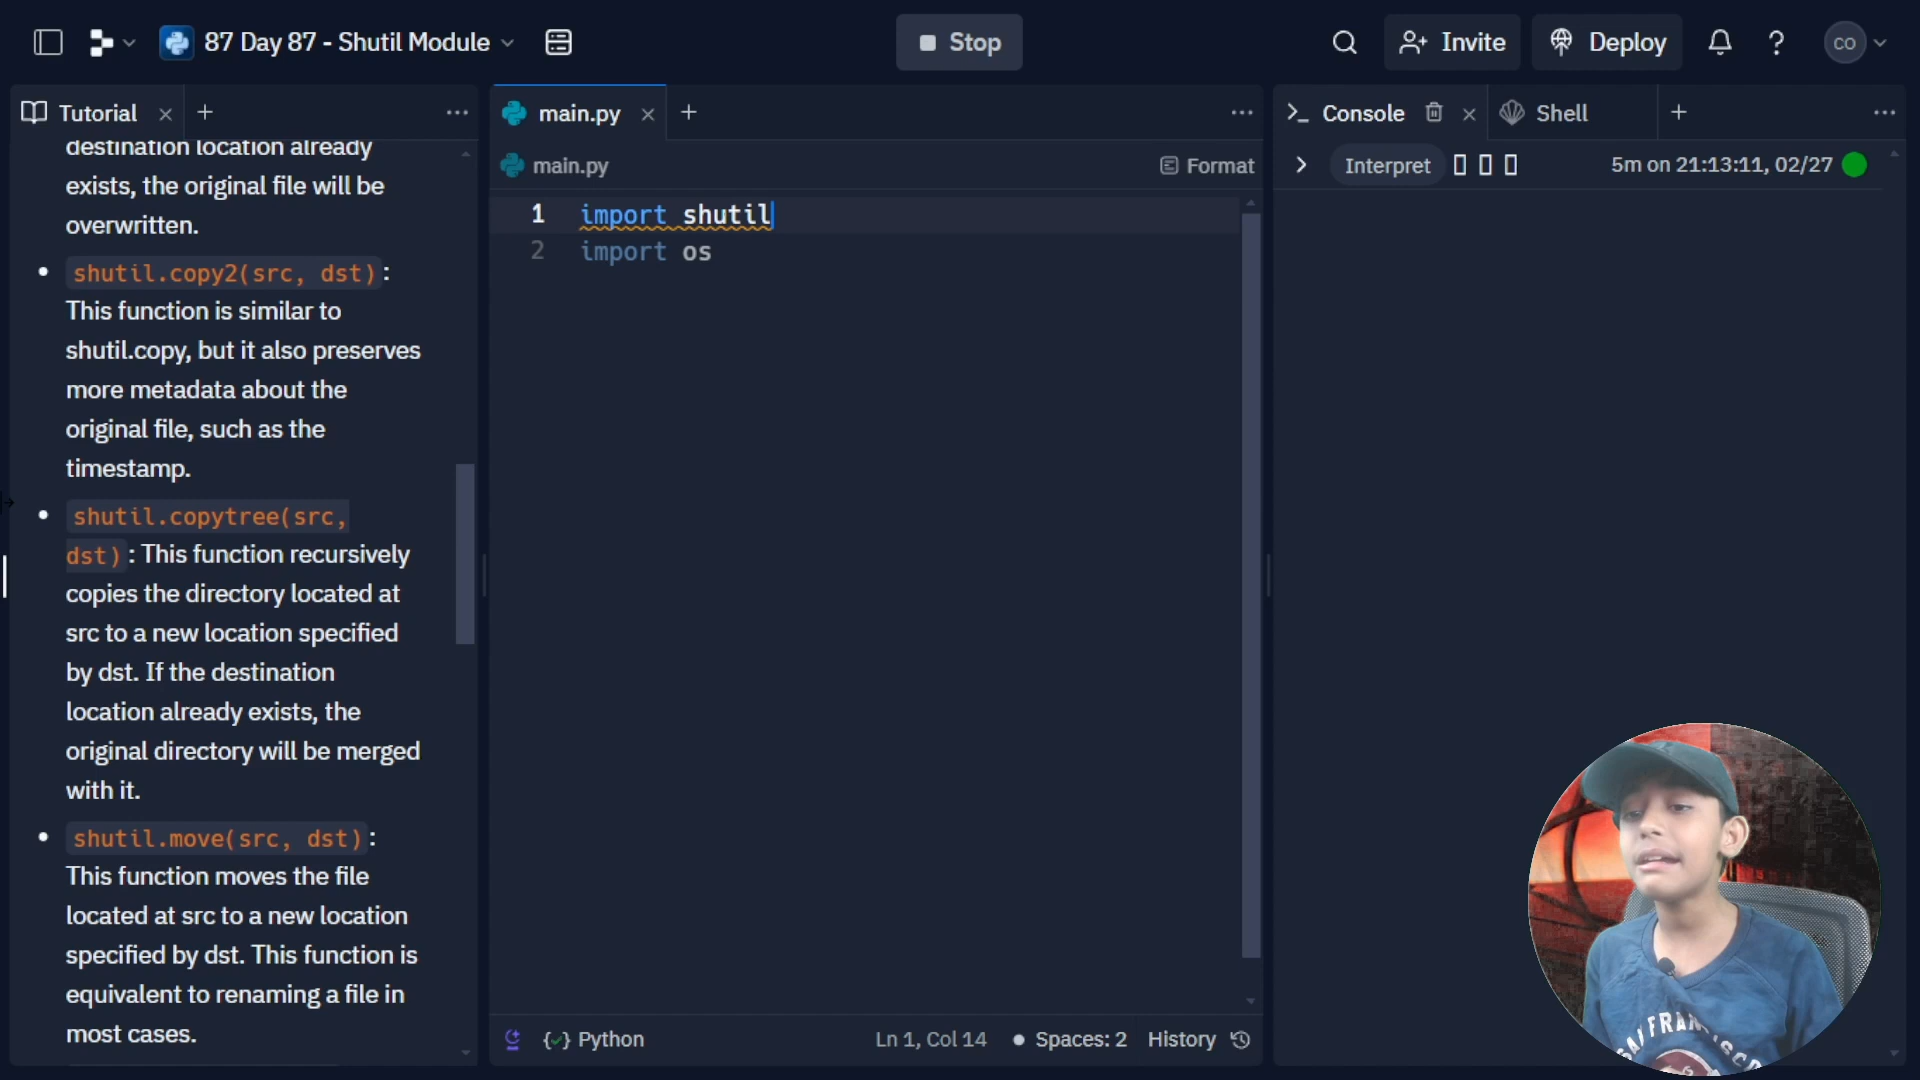 87 Day 87 - Shutil Module
Stop
Invite
Deploy
?
CO
Tutorial
destination location already
exists, the original file will be
overwritten.
• shutil.copy2(src, dst):
This function is similar to
shutil.copy, but it also preserves
more metadata about the
original file, such as the
timestamp.
• shutil.copytree(src,
dst): This function recursively
copies the directory located at
src to a new location specified
by dst. If the destination
location already exists, the
original directory will be merged
with it.
• shutil.move(src, dst):
This function moves the file
located at src to a new location
specified by dst. This function is
equivalent to renaming a file in
most cases.
main.py
main.py
Format
1 import shutil
2 import os
Python
Ln 1, Col 14
Spaces: 2
History
Console
Shell
Interpret
5m on 21:13:11, 02/27
SAN FRANCISC